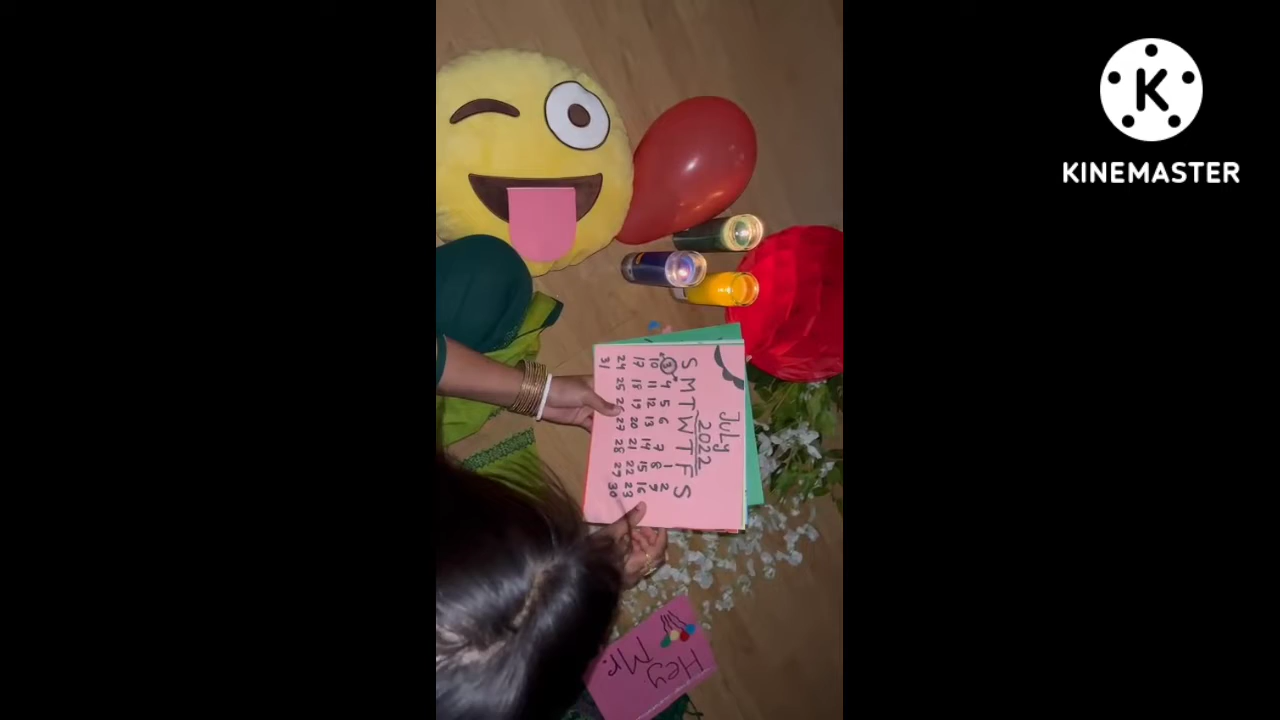 July
2022
S M T W T F S
1 2
3 4 5 6 7 8 9
10 11 12 13 14 15 16
17 18 19 20 21 22 23
24 25 26 27 28 29 30
31
Hey
Mr.
K
KINEMASTER